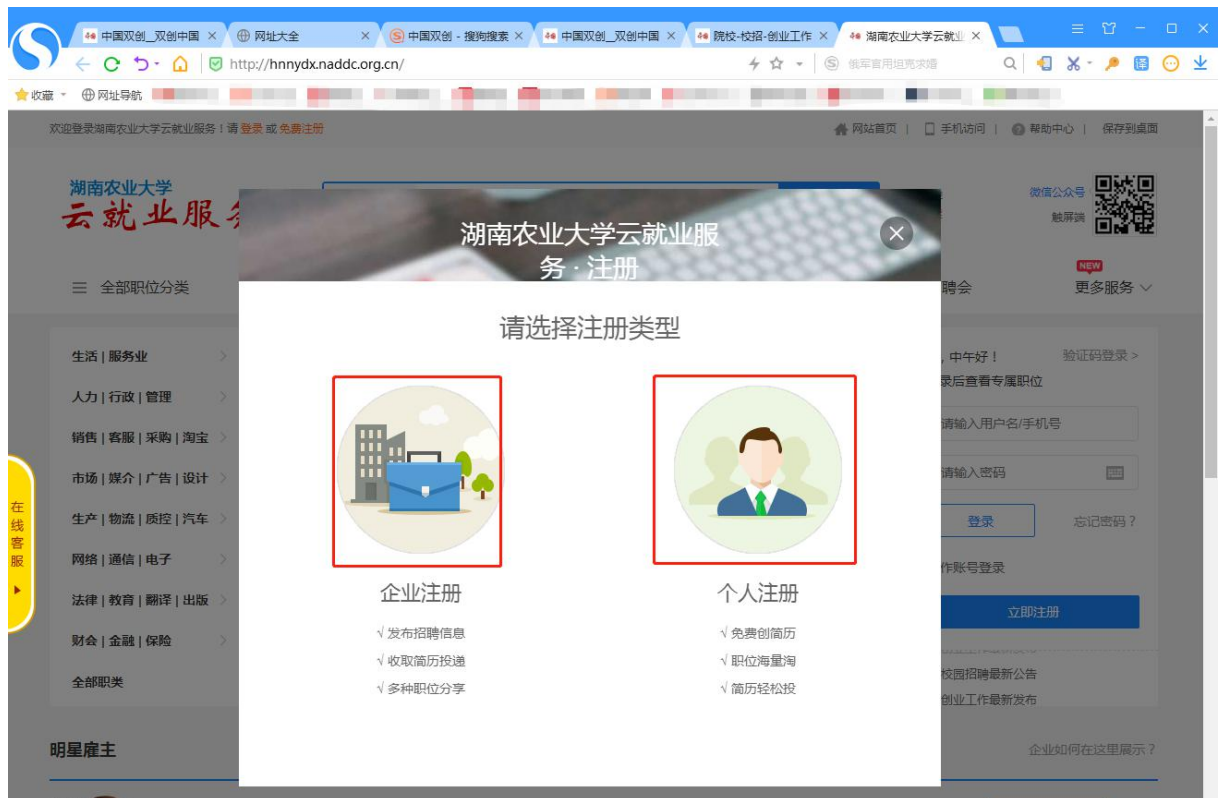 中国双创_双创中国
网址大全
中国双创 - 搜狗搜索
中国双创_双创中国
院校-校招-创业工作
湖南农业大学云就业
http://hnnydx.naddc.org.cn/
俄军官用坦克求婚
译
收藏
网址导航
欢迎登录湖南农业大学云就业服务！请 登录 或 免费注册
网站首页 | 手机访问 | 帮助中心 | 保存到桌面
湖南农业大学
云就业服务
微信公众号
触屏端
湖南农业大学云就业服
务 · 注册
NEW
全部职位分类
聘会
更多服务
请选择注册类型
生活 | 服务业
人力 | 行政 | 管理
销售 | 客服 | 采购 | 淘宝
市场 | 媒介 | 广告 | 设计
生产 | 物流 | 质控 | 汽车
网络 | 通信 | 电子
法律 | 教育 | 翻译 | 出版
财会 | 金融 | 保险
全部职类
在线客服
企业注册
√ 发布招聘信息
√ 收取简历投递
√ 多种职位分享
个人注册
√ 免费创简历
√ 职位海量淘
√ 简历轻松投
, 中午好！
验证码登录 >
录后查看专属职位
请输入用户名/手机号
请输入密码
登录
忘记密码？
作账号登录
立即注册
校园招聘最新公告
创业工作最新发布
明星雇主
企业如何在这里展示？